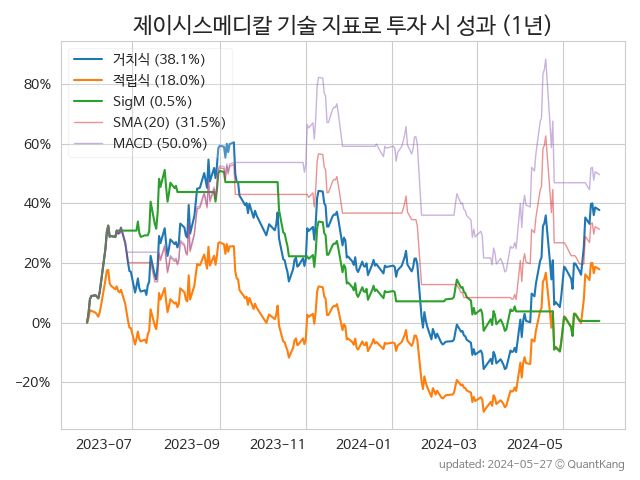 제이시스메디칼 기술 지표로 투자 시 성과 (1년)
거치식 (38.1%)
적립식 (18.0%)
SigM (0.5%)
SMA(20) (31.5%)
MACD (50.0%)
80%
60%
40%
20%
0%
−20%
2023−07 2023−09 2023−11 2024−01 2024−03 2024−05
updated: 2024−05−27 © QuantKang